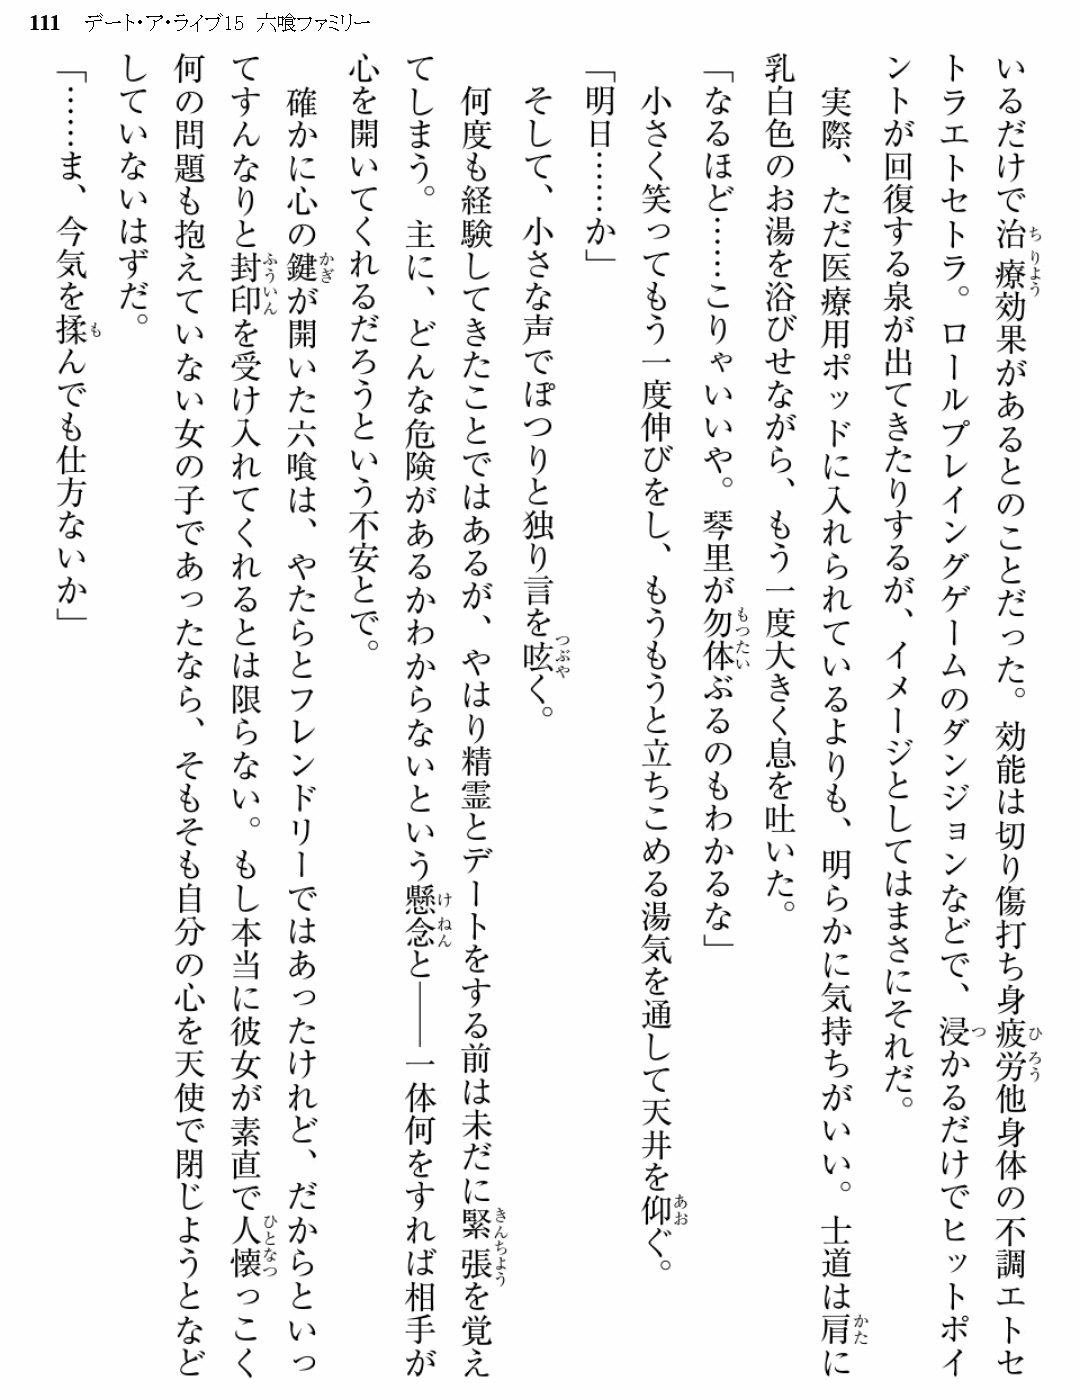 111 デート・ア・ライブ15 六喰ファミリー
いるだけで治療効果があるとのことだった。効能は切り傷打ち身疲労他身体の不調エトセ
トラエトセトラ。ロールプレイングゲームのダンジョンなどで、浸かるだけでヒットポイ
ントが回復する泉が出てきたりするが、イメージとしてはまさにそれだ。
　実際、ただ医療用ポッドに入れられているよりも、明らかに気持ちがいい。士道は肩に
乳白色のお湯を浴びせながら、もう一度大きく息を吐いた。
「なるほど……こりゃいいや。琴里が勿体ぶるのもわかるな」
　小さく笑ってもう一度伸びをし、もうもうと立ちこめる湯気を通して天井を仰ぐ。
「明日……か」
　そして、小さな声でぽつりと独り言を呟く。
　何度も経験してきたことではあるが、やはり精霊とデートをする前は未だに緊張を覚え
てしまう。主に、どんな危険があるかわからないという懸念と――一体何をすれば相手が
心を開いてくれるだろうという不安とで。
　確かに心の鍵が開いた六喰は、やたらとフレンドリーではあったけれど、だからといっ
てすんなりと封印を受け入れてくれるとは限らない。もし本当に彼女が素直で人懐っこく
何の問題も抱えていない女の子であったなら、そもそも自分の心を天使で閉じようとなど
していないはずだ。
「……ま、今気を揉んでも仕方ないか」